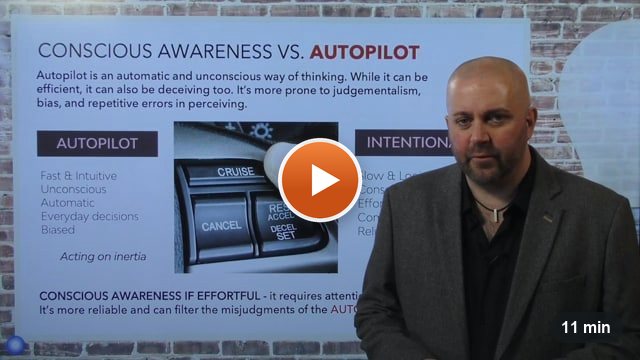 CONSCIOUS AWARENESS VS. AUTOPILOT
Autopilot is an automatic and unconscious way of thinking. While it can be
efficient, it can also be deceiving too. It's more prone to judgementalism,
bias, and repetitive errors in perceiving.
AUTOPILOT
Fast & Intuitive
Unconscious
Automatic
Everyday decisions
Biased
Acting on inertia
CRUISE
CANCEL
ACCEL
DECEL
SET
CONSCIOUS AWARENESS IF EFFORTFUL - it requires
It's more reliable and can filter the misjudgments of the
11 min